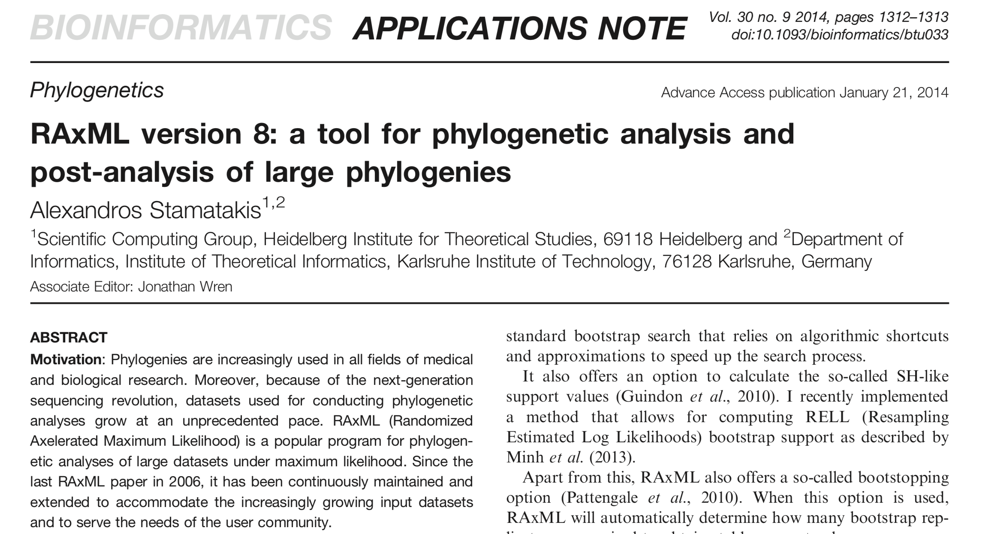 BIOINFORMATICS APPLICATIONS NOTE
Vol. 30 no. 9 2014, pages 1312–1313
doi:10.1093/bioinformatics/btu033
Phylogenetics
Advance Access publication January 21, 2014
RAxML version 8: a tool for phylogenetic analysis and
post-analysis of large phylogenies
Alexandros Stamatakis1,2
1Scientific Computing Group, Heidelberg Institute for Theoretical Studies, 69118 Heidelberg and 2Department of
Informatics, Institute of Theoretical Informatics, Karlsruhe Institute of Technology, 76128 Karlsruhe, Germany
Associate Editor: Jonathan Wren
ABSTRACT
Motivation: Phylogenies are increasingly used in all fields of medical
and biological research. Moreover, because of the next-generation
sequencing revolution, datasets used for conducting phylogenetic
analyses grow at an unprecedented pace. RAxML (Randomized
Axelerated Maximum Likelihood) is a popular program for phylogen-
etic analyses of large datasets under maximum likelihood. Since the
last RAxML paper in 2006, it has been continuously maintained and
extended to accommodate the increasingly growing input datasets
and to serve the needs of the user community.
standard bootstrap search that relies on algorithmic shortcuts
and approximations to speed up the search process.
It also offers an option to calculate the so-called SH-like
support values (Guindon et al., 2010). I recently implemented
a method that allows for computing RELL (Resampling
Estimated Log Likelihoods) bootstrap support as described by
Minh et al. (2013).
Apart from this, RAxML also offers a so-called bootstopping
option (Pattengale et al., 2010). When this option is used,
RAxML will automatically determine how many bootstrap rep-